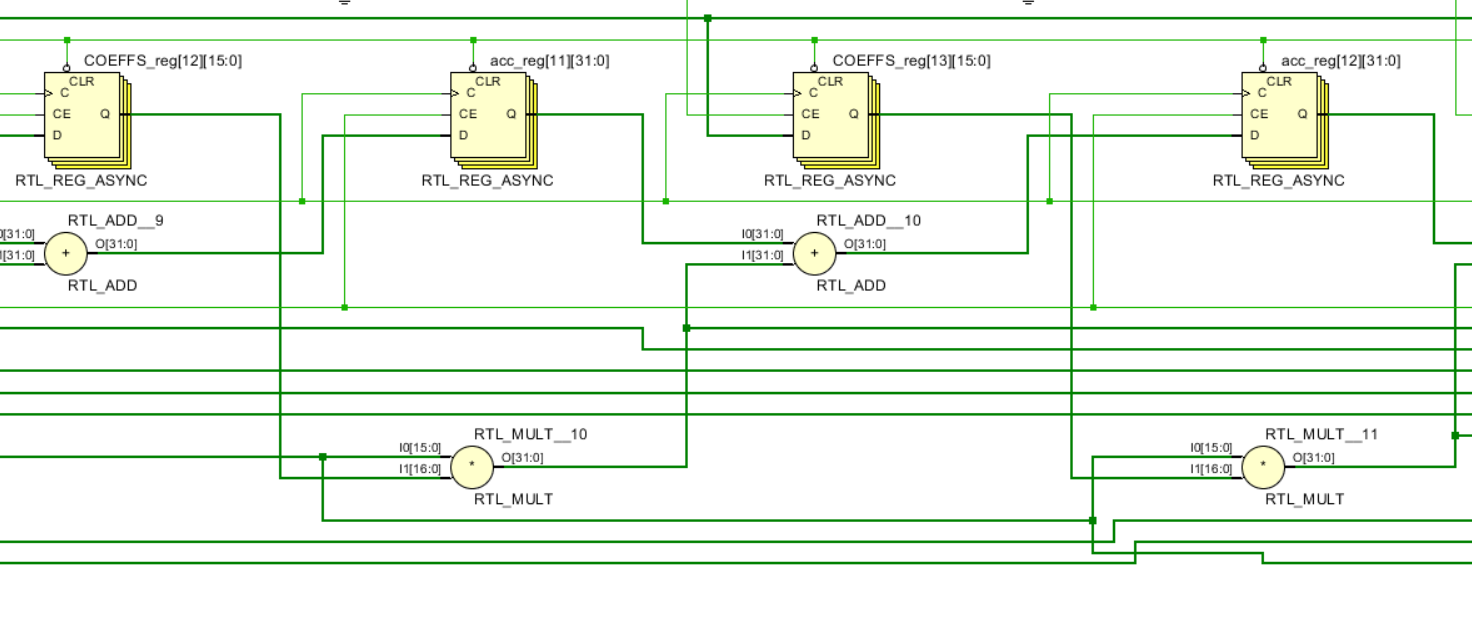 COEFFS_reg[12][15:0]
acc_reg[11][31:0]
COEFFS_reg[13][15:0]
acc_reg[12][31:0]
CLR
C
CE
Q
D
CLR
C
CE
Q
D
CLR
C
CE
Q
D
CLR
C
CE
Q
D
RTL_REG_ASYNC
RTL_REG_ASYNC
RTL_REG_ASYNC
RTL_REG_ASYNC
RTL_ADD__9
0[31:0]
[31:0]
+
O[31:0]
RTL_ADD
RTL_ADD__10
I0[31:0]
I1[31:0]
+
O[31:0]
RTL_ADD
RTL_MULT__10
I0[15:0]
I1[16:0]
*
O[31:0]
RTL_MULT
RTL_MULT__11
I0[15:0]
I1[16:0]
*
O[31:0]
RTL_MULT